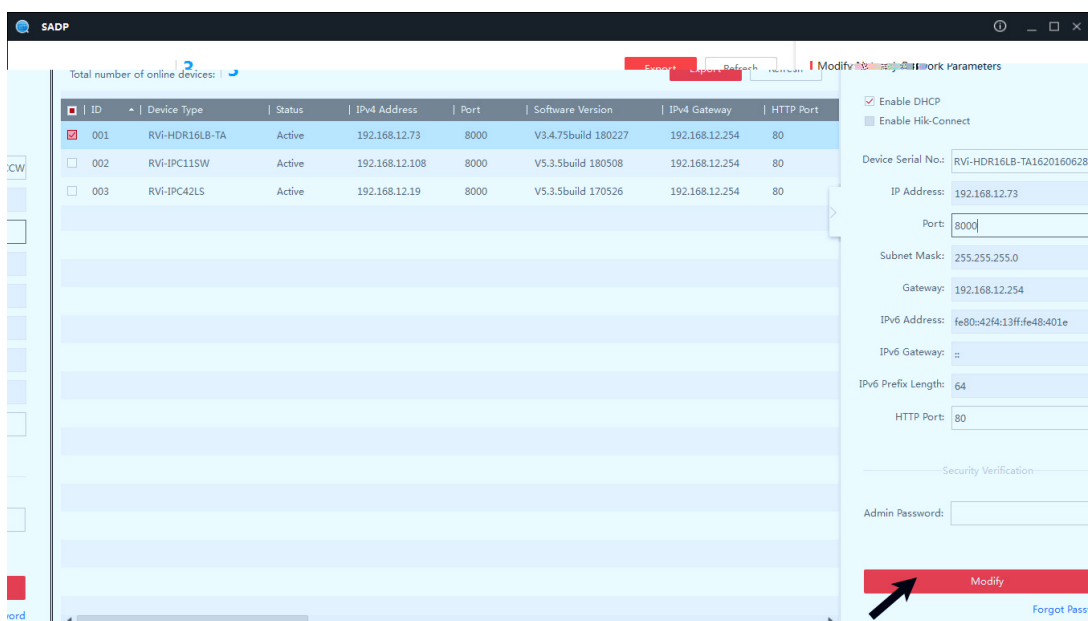 SADP
Total number of online devices: 3
Export Refresh
Modify Network Parameters
ID Device Type Status IPv4 Address Port Software Version IPv4 Gateway HTTP Port
001 RVi-HDR16LB-TA Active 192.168.12.73 8000 V3.4.75build 180227 192.168.12.254 80
002 RVi-IPC11SW Active 192.168.12.108 8000 V5.3.5build 180508 192.168.12.254 80
003 RVi-IPC42LS Active 192.168.12.19 8000 V5.3.5build 170526 192.168.12.254 80
CCW
word
Enable DHCP
Enable Hik-Connect
Device Serial No.: RVi-HDR16LB-TA1620160628
IP Address: 192.168.12.73
Port: 8000
Subnet Mask: 255.255.255.0
Gateway: 192.168.12.254
IPv6 Address: fe80::42f4:13ff:fe48:401e
IPv6 Gateway: ::
IPv6 Prefix Length: 64
HTTP Port: 80
Security Verification
Admin Password:
Modify
Forgot Pass